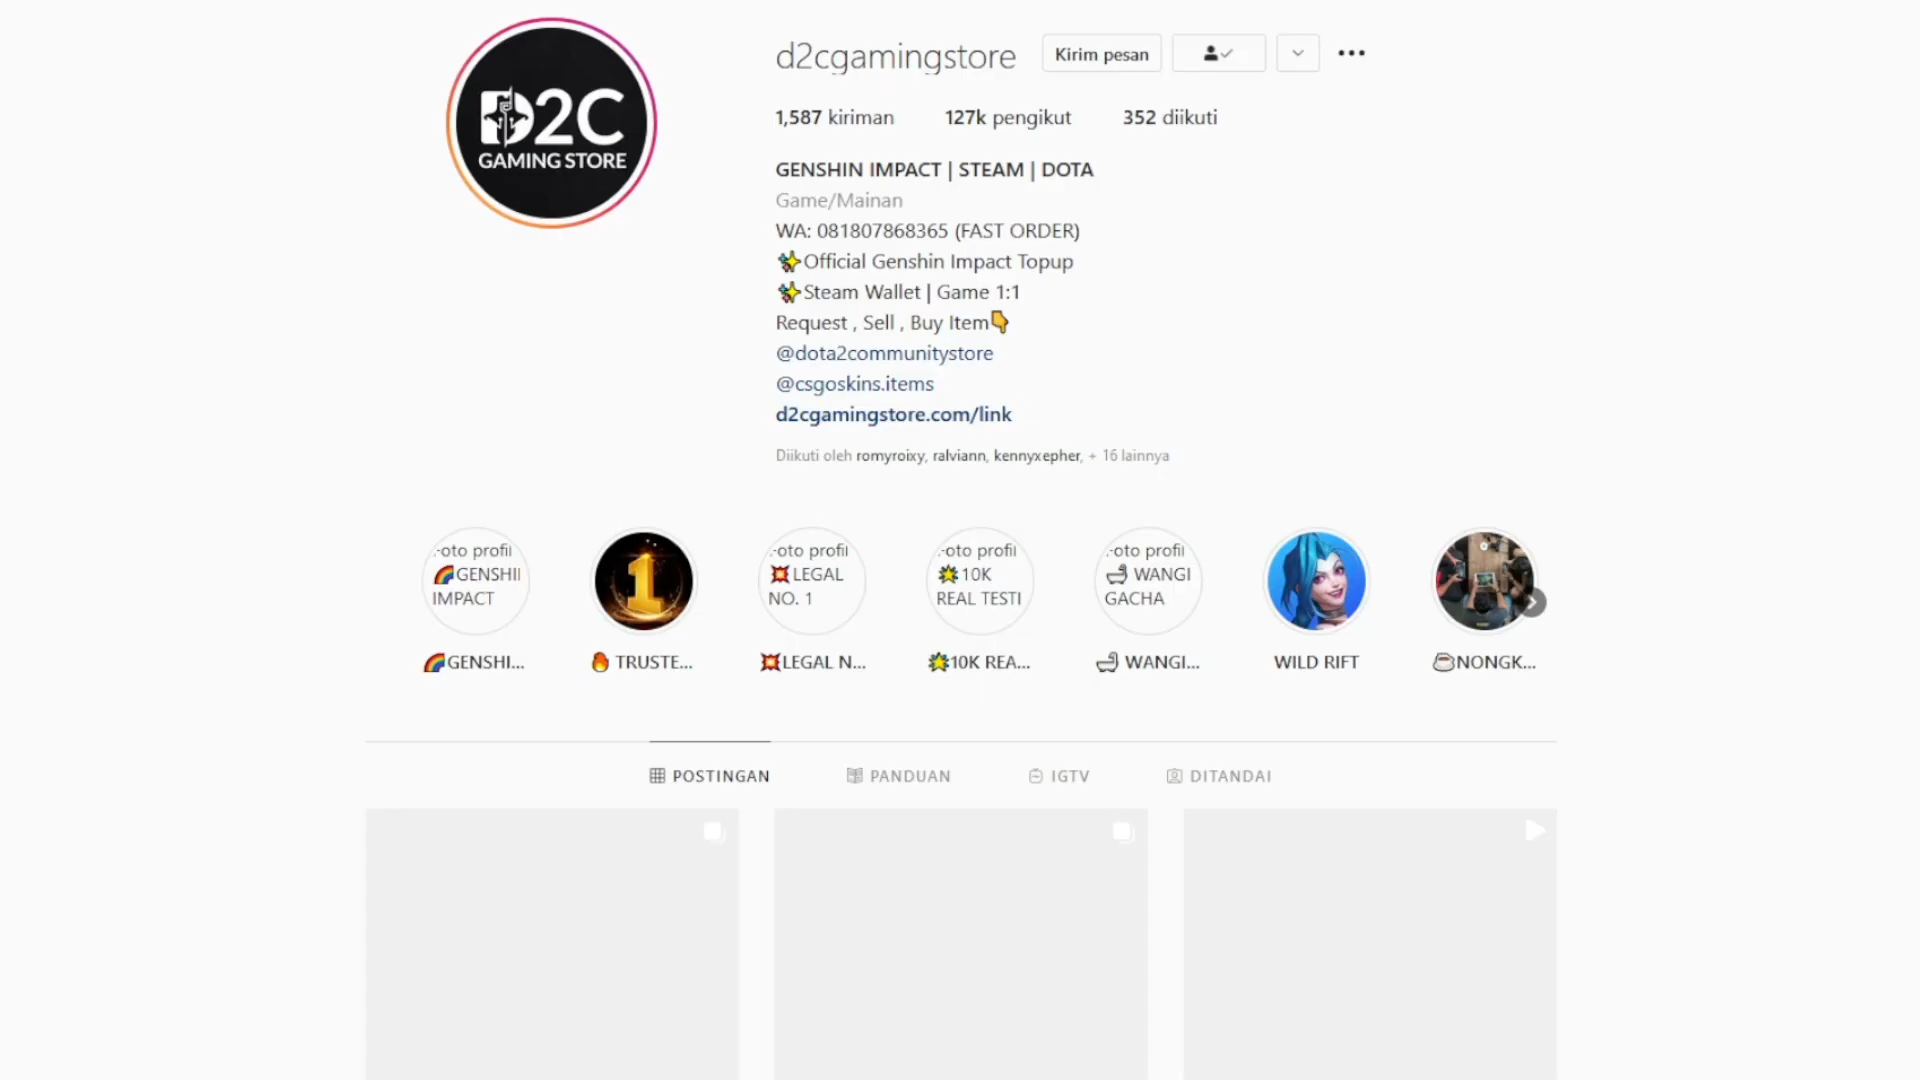 D2C
GAMING STORE
d2cgamingstore
Kirim pesan
1,587 kiriman
127k pengikut
352 diikuti
GENSHIN IMPACT | STEAM | DOTA
Game/Mainan
WA: 081807868365 (FAST ORDER)
✨Official Genshin Impact Topup
✨Steam Wallet | Game 1:1
Request , Sell , Buy Item👇
@dota2communitystore
@csgoskins.items
d2cgamingstore.com/link
Diikuti oleh romyroixy, ralviann, kennyxepher, + 16 lainnya
oto profil
🌈GENSHI
IMPACT
1
oto profil
💥LEGAL
NO. 1
oto profil
🌟10K
REAL TESTI
oto profil
🛁 WANGI
GACHA
🌈GENSHI...
🔥 TRUSTE...
💥LEGAL N...
🌟10K REA...
🛁 WANGI...
WILD RIFT
☕NONGK...
POSTINGAN
PANDUAN
IGTV
DITANDAI